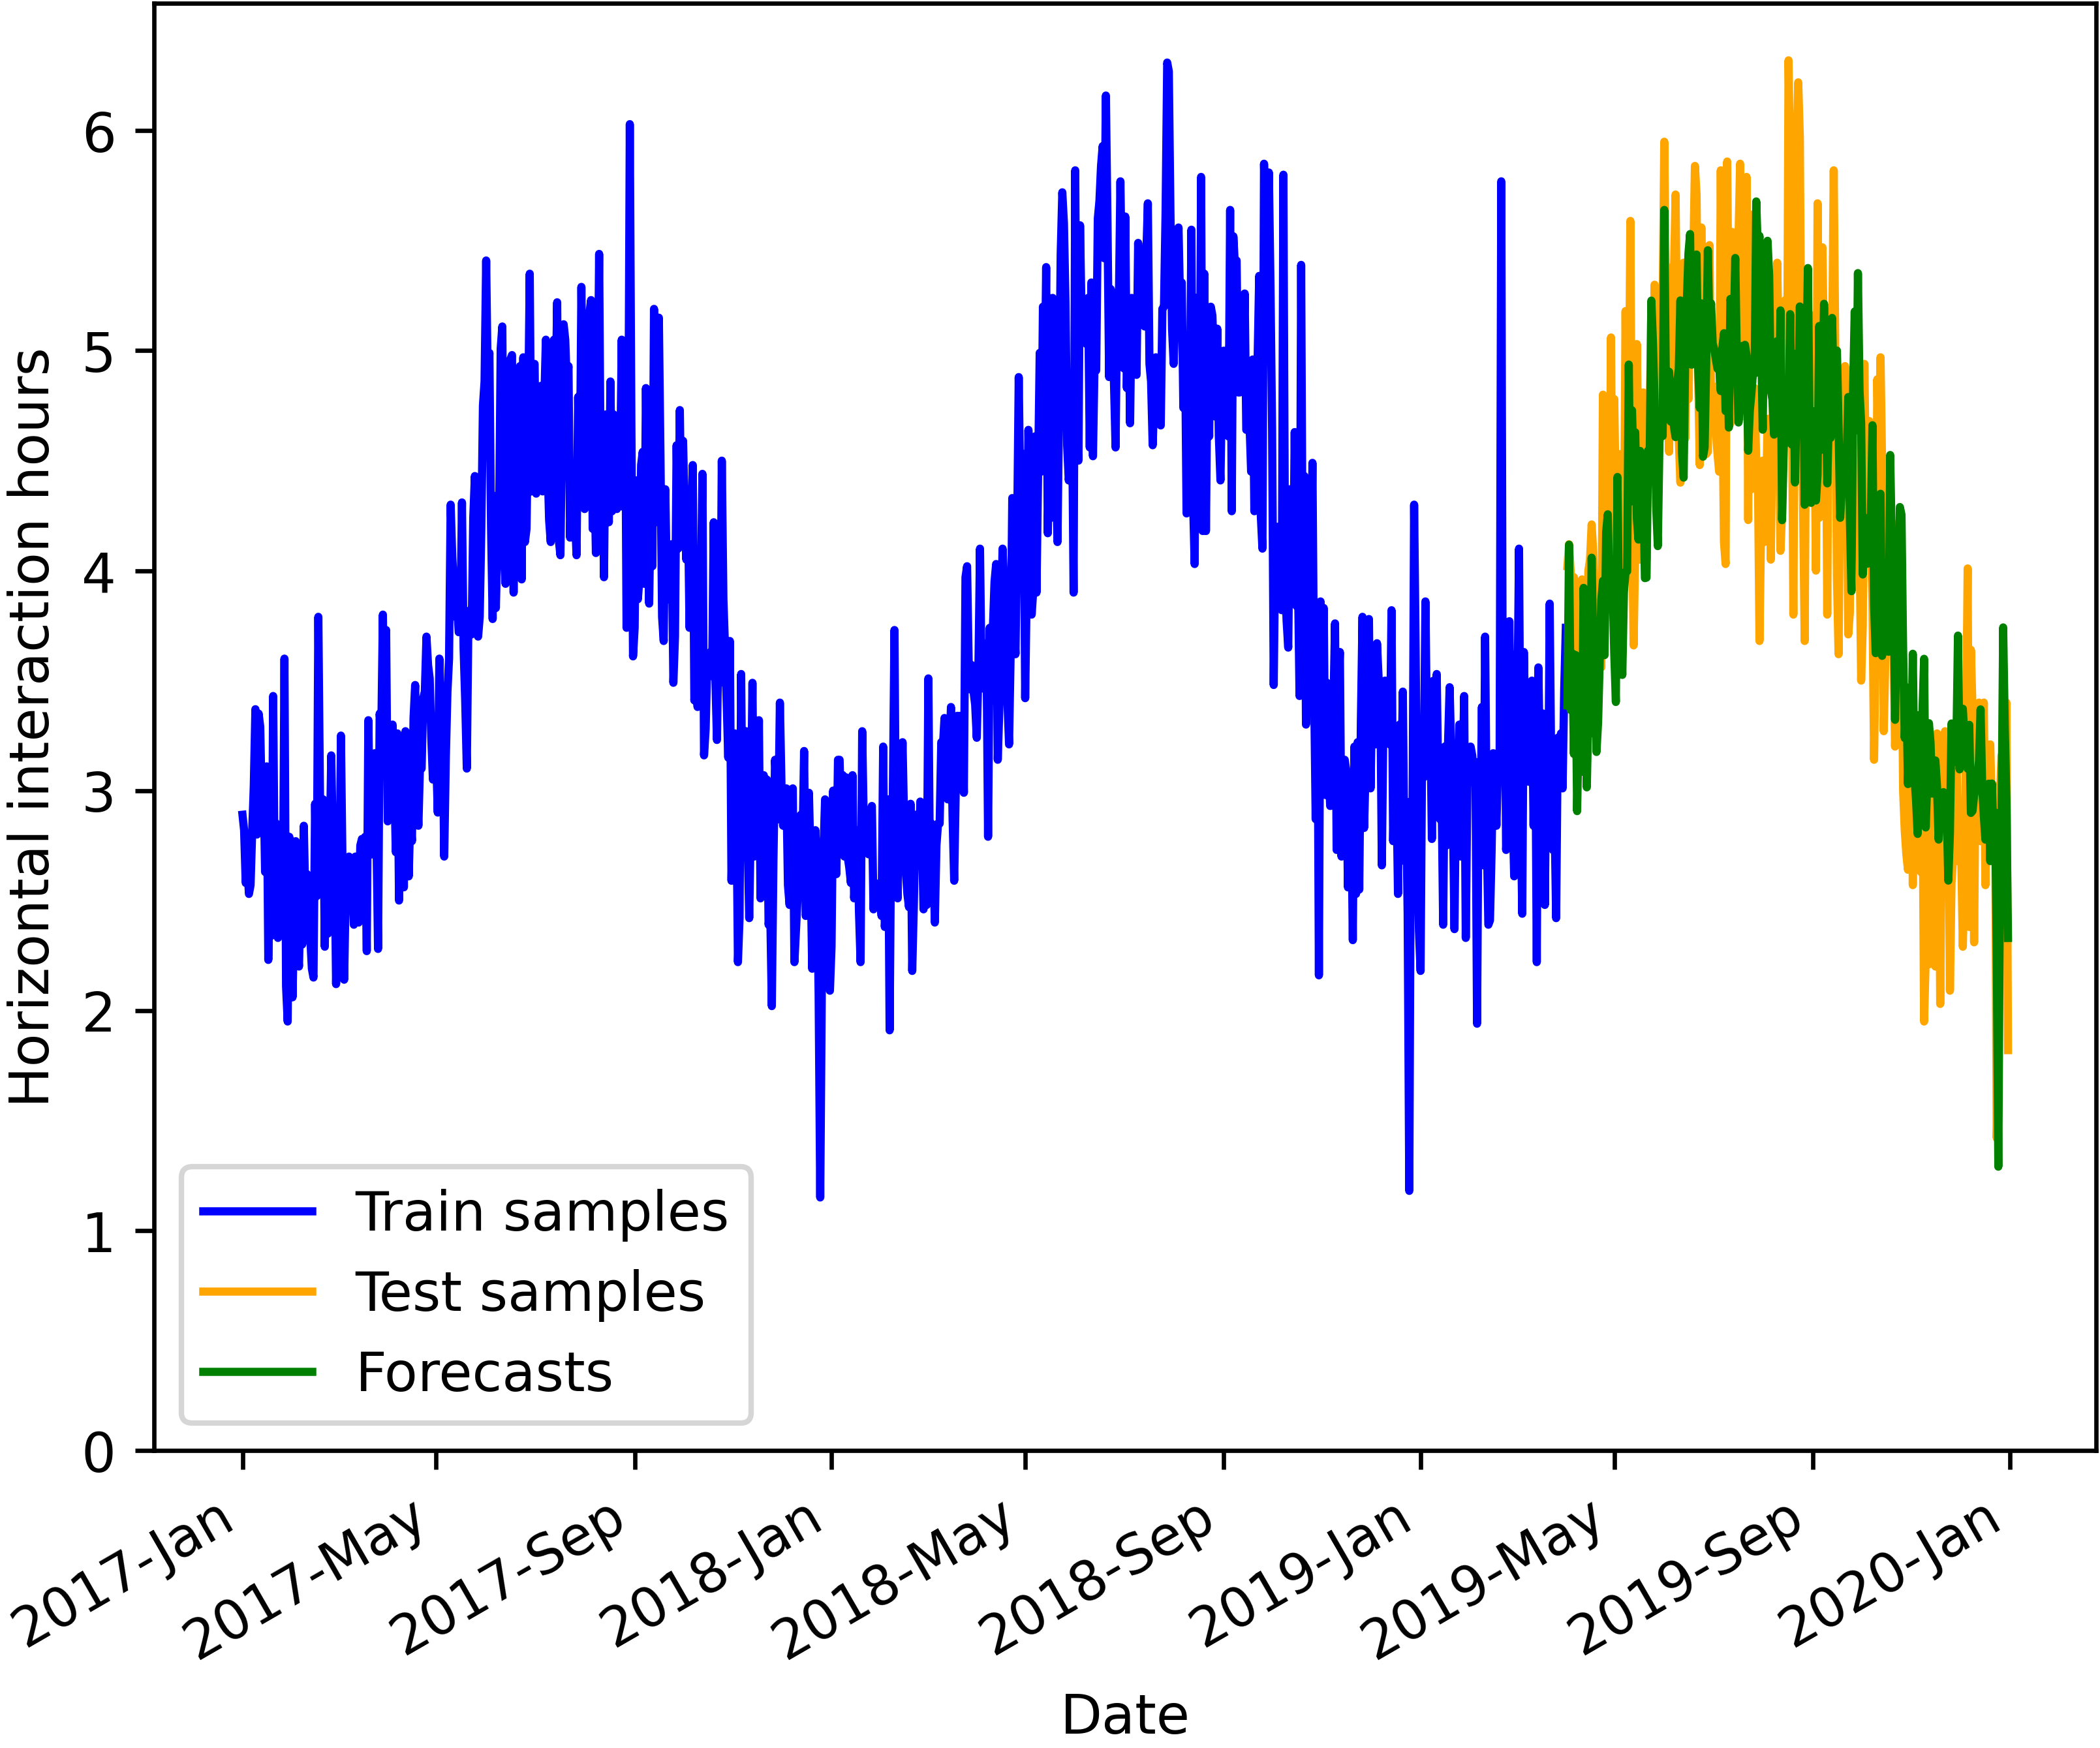 Horizontal interaction hours
6
5
4
3
2
1
0
Train samples
Test samples
Forecasts
2017-Jan
2017-May
2017-Sep
2018-Jan
2018-May
2018-Sep
2019-Jan
2019-May
2019-Sep
2020-Jan
Date